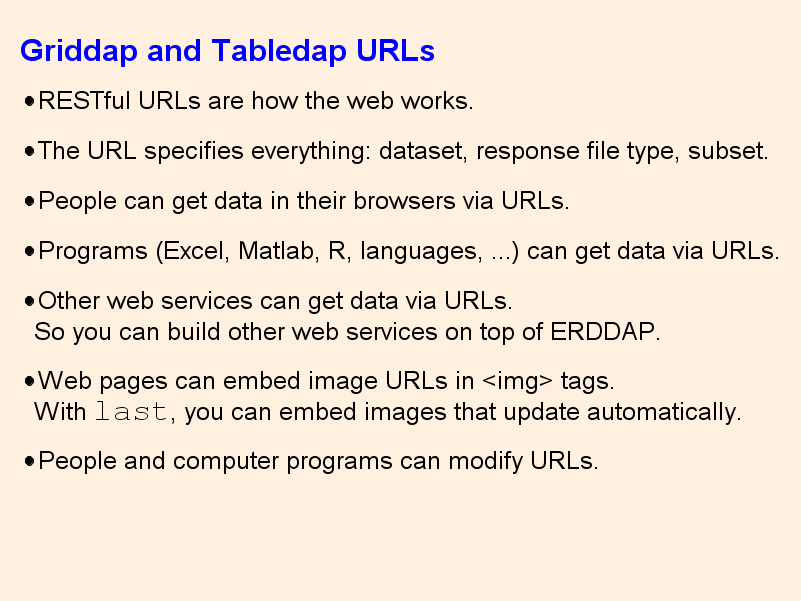 Griddap and Tabledap URLs
●RESTful URLs are how the web works.
●The URL specifies everything: dataset, response file type, subset.
●People can get data in their browsers via URLs.
●Programs (Excel, Matlab, R, languages, ...) can get data via URLs.
●Other web services can get data via URLs.
So you can build other web services on top of ERDDAP.
●Web pages can embed image URLs in <img> tags.
With last, you can embed images that update automatically.
●People and computer programs can modify URLs.